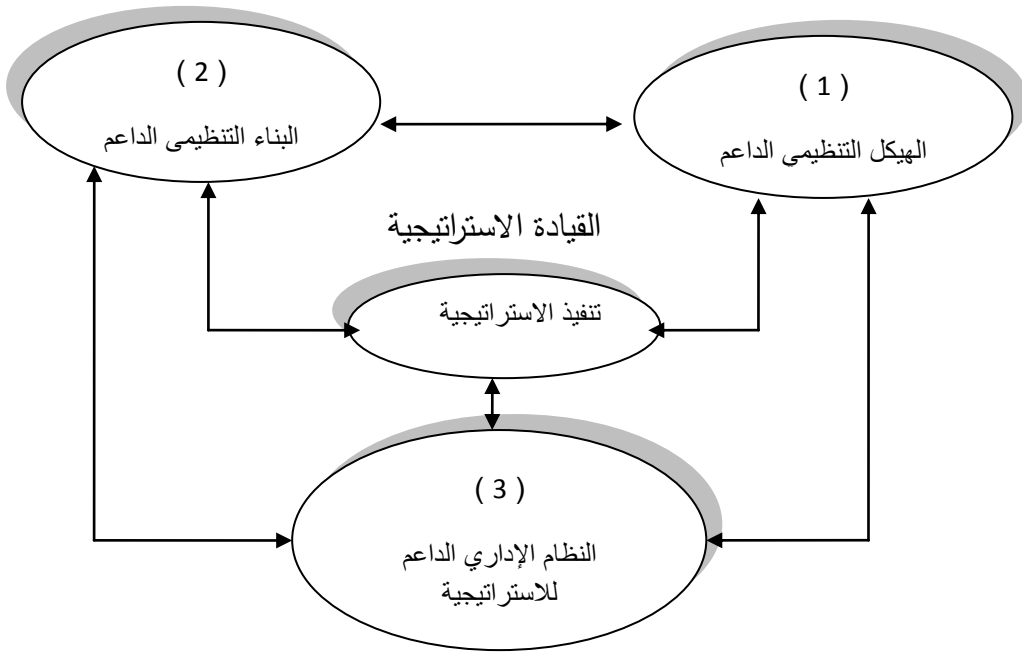 ( 1 )
الهيكل التنظيمي الداعم
( 2 )
البناء التنظيمى الداعم
القيادة الاستراتيجية
تنفيذ الاستراتيجية
( 3 )
النظام الإداري الداعم
للاستراتيجية